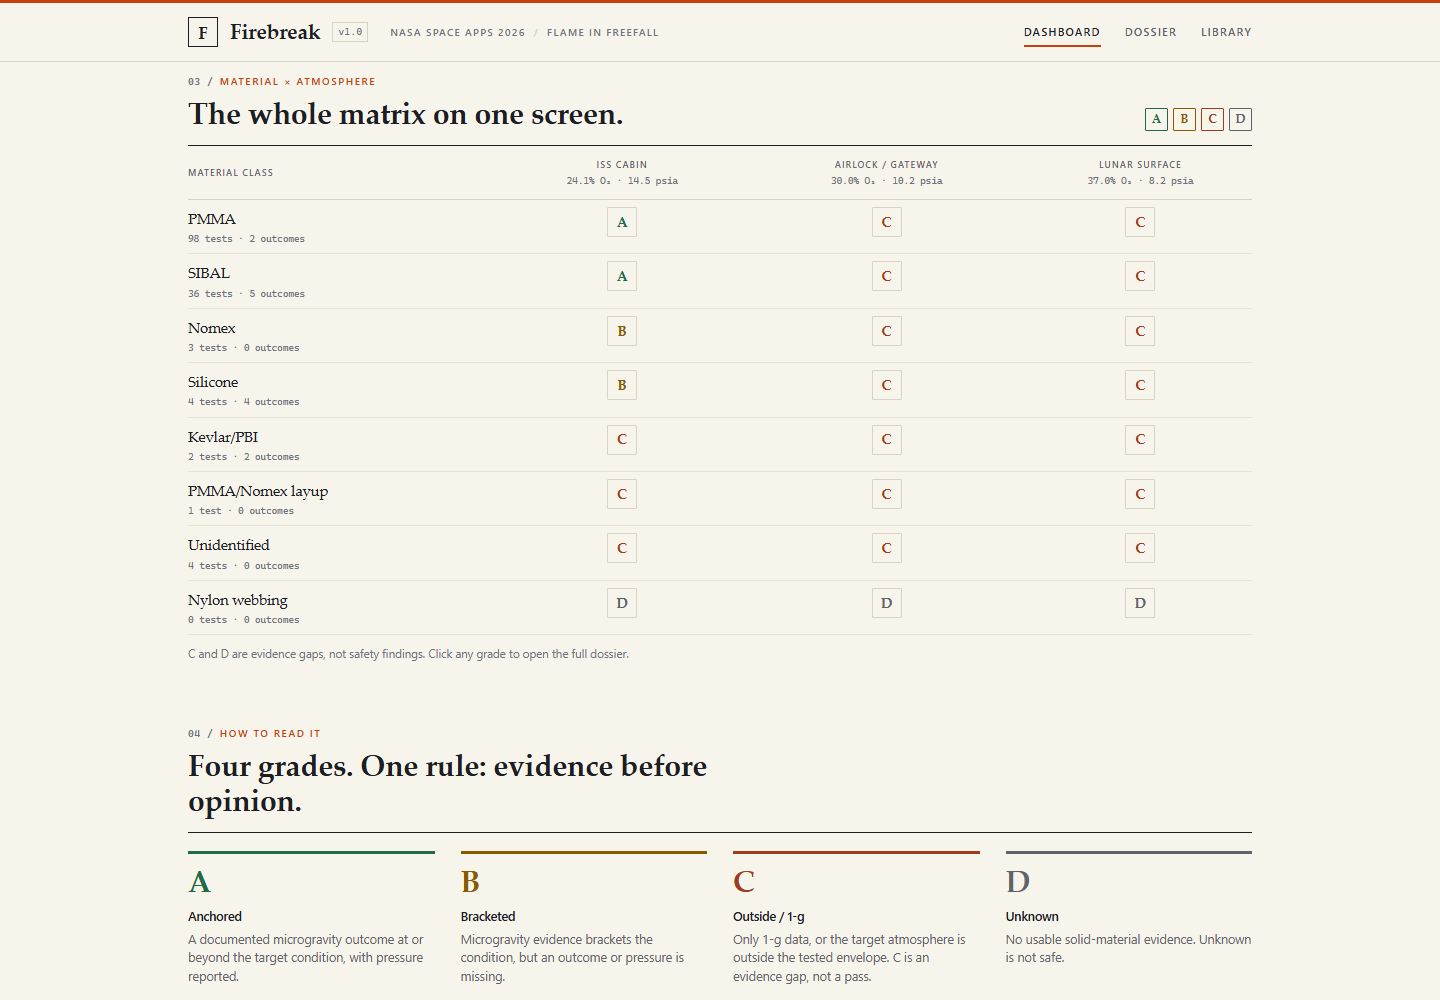 F Firebreak v1.0 NASA SPACE APPS 2026 / FLAME IN FREEFALL DASHBOARD DOSSIER LIBRARY
03 / MATERIAL × ATMOSPHERE
The whole matrix on one screen. A B C D
MATERIAL CLASS ISS CABIN AIRLOCK / GATEWAY LUNAR SURFACE
24.1% O₂ · 14.5 psia 30.0% O₂ · 10.2 psia 37.0% O₂ · 8.2 psia
PMMA A C C
98 tests · 2 outcomes
SIBAL A C C
36 tests · 5 outcomes
Nomex B C C
3 tests · 0 outcomes
Silicone B C C
4 tests · 4 outcomes
Kevlar/PBI C C C
2 tests · 2 outcomes
PMMA/Nomex layup C C C
1 test · 0 outcomes
Unidentified C C C
4 tests · 0 outcomes
Nylon webbing D D D
0 tests · 0 outcomes
C and D are evidence gaps, not safety findings. Click any grade to open the full dossier.
04 / HOW TO READ IT
Four grades. One rule: evidence before
opinion.
A
Anchored
A documented microgravity outcome at or
beyond the target condition, with pressure
reported.
B
Bracketed
Microgravity evidence brackets the
condition, but an outcome or pressure is
missing.
C
Outside / 1-g
Only 1-g data, or the target atmosphere is
outside the tested envelope. C is an
evidence gap, not a pass.
D
Unknown
No usable solid-material evidence. Unknown
is not safe.